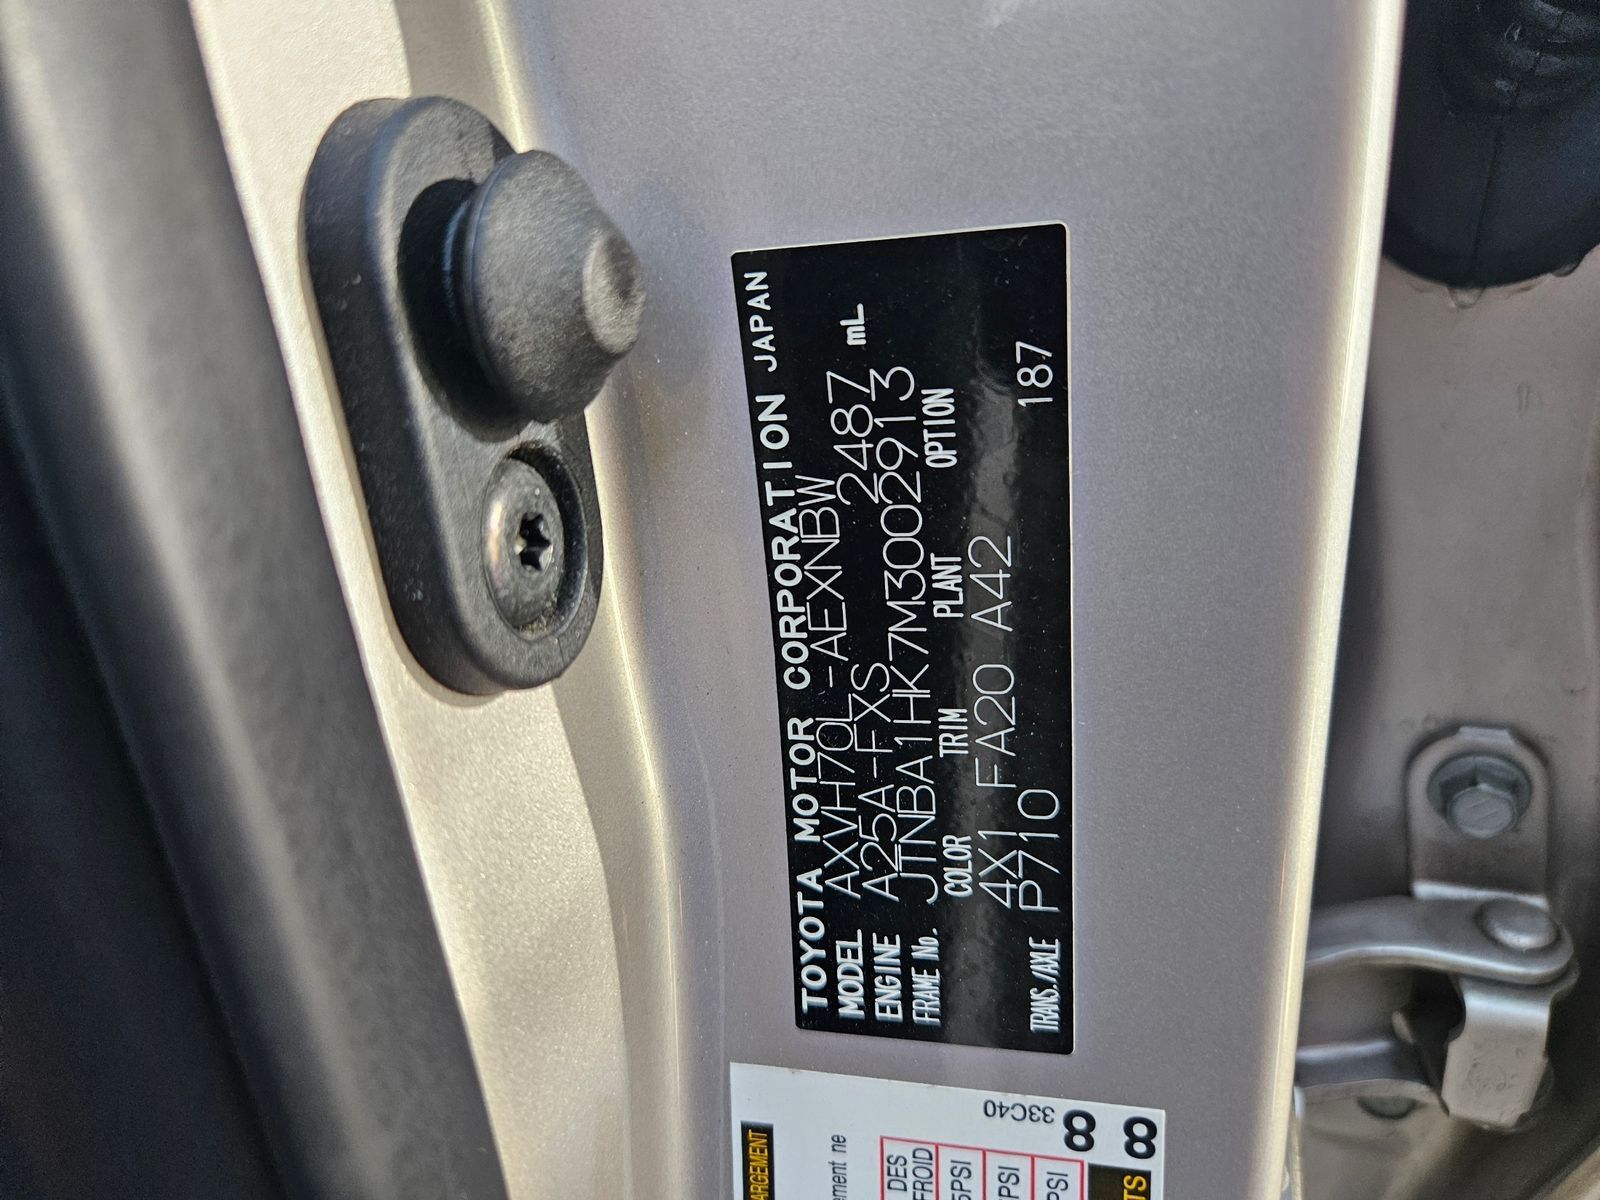 TOYOTA MOTOR CORPORATION JAPAN
MODEL AXVH70L-AEXNBW
ENGINE A25A-FXS 2487 mL
FRAME No. JTNBA1HK7M3002913
COLOR TRIM PLANT OPTION
4X1 FA20 A42
TRANS./AXLE P710 187
33C40
8
8
DES
FROID
PSI
PSI
PSI